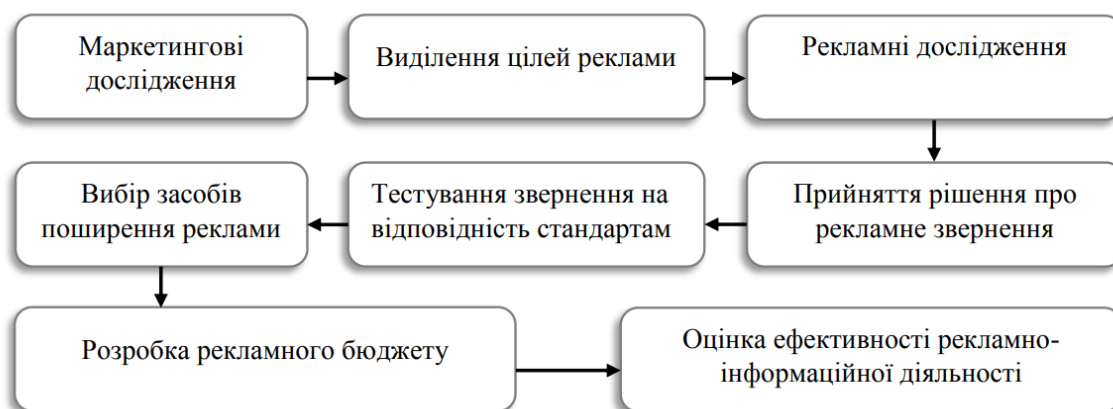 Маркетингові
дослідження
Виділення цілей реклами
Рекламні дослідження
Прийняття рішення про
рекламне звернення
Тестування звернення на
відповідність стандартам
Вибір засобів
поширення реклами
Розробка рекламного бюджету
Оцінка ефективності рекламно-
інформаційної діяльності